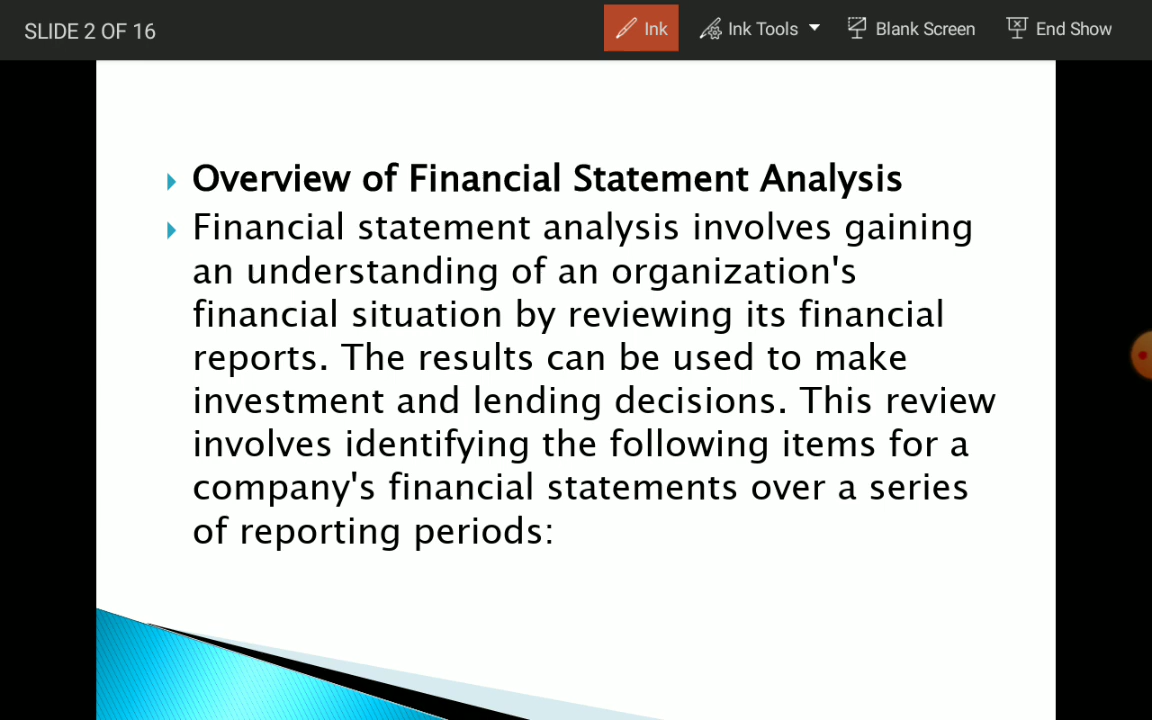 SLIDE 2 OF 16
Ink
Ink Tools
Blank Screen
End Show
Overview of Financial Statement Analysis
Financial statement analysis involves gaining
an understanding of an organization's
financial situation by reviewing its financial
reports. The results can be used to make
investment and lending decisions. This review
involves identifying the following items for a
company's financial statements over a series
of reporting periods: